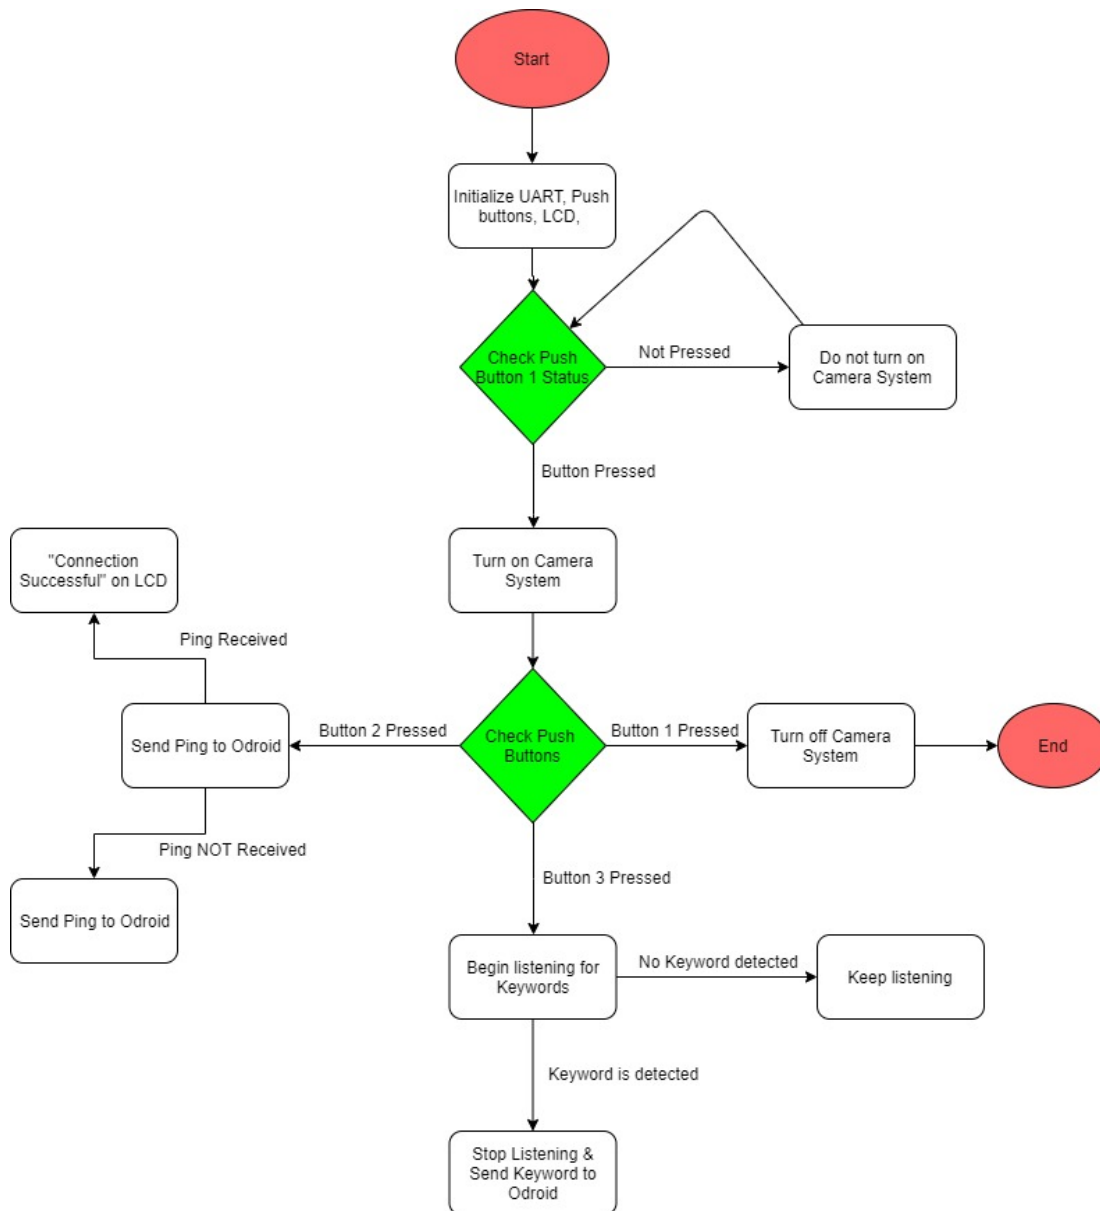 Start
Initialize UART, Push
buttons, LCD,
Check Push
Button 1 Status
Not Pressed
Do not turn on
Camera System
Button Pressed
Turn on Camera
System
"Connection
Successful" on LCD
Ping Received
Send Ping to Odroid
Button 2 Pressed
Check Push
Buttons
Button 1 Pressed
Turn off Camera
System
End
Ping NOT Received
Send Ping to Odroid
Button 3 Pressed
Begin listening for
Keywords
No Keyword detected
Keep listening
Keyword is detected
Stop Listening &
Send Keyword to
Odroid